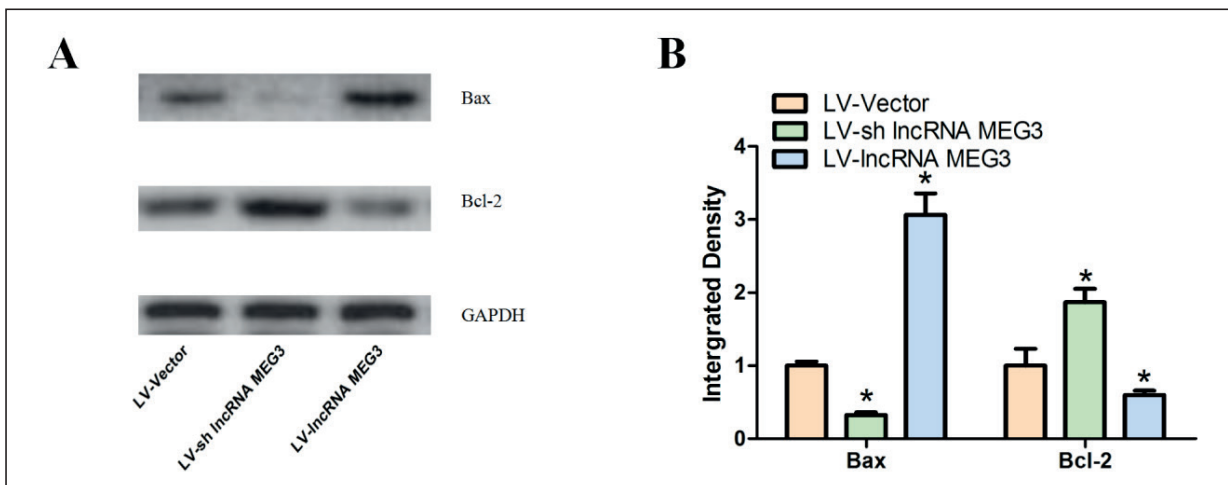 A
Bax
Bcl-2
GAPDH
LV-Vector
LV-sh lncRNA MEG3
LV-lncRNA MEG3
B
LV-Vector
LV-sh lncRNA MEG3
LV-lncRNA MEG3
Intergrated Density
4
3
2
1
0
*
*
*
*
Bax
Bcl-2